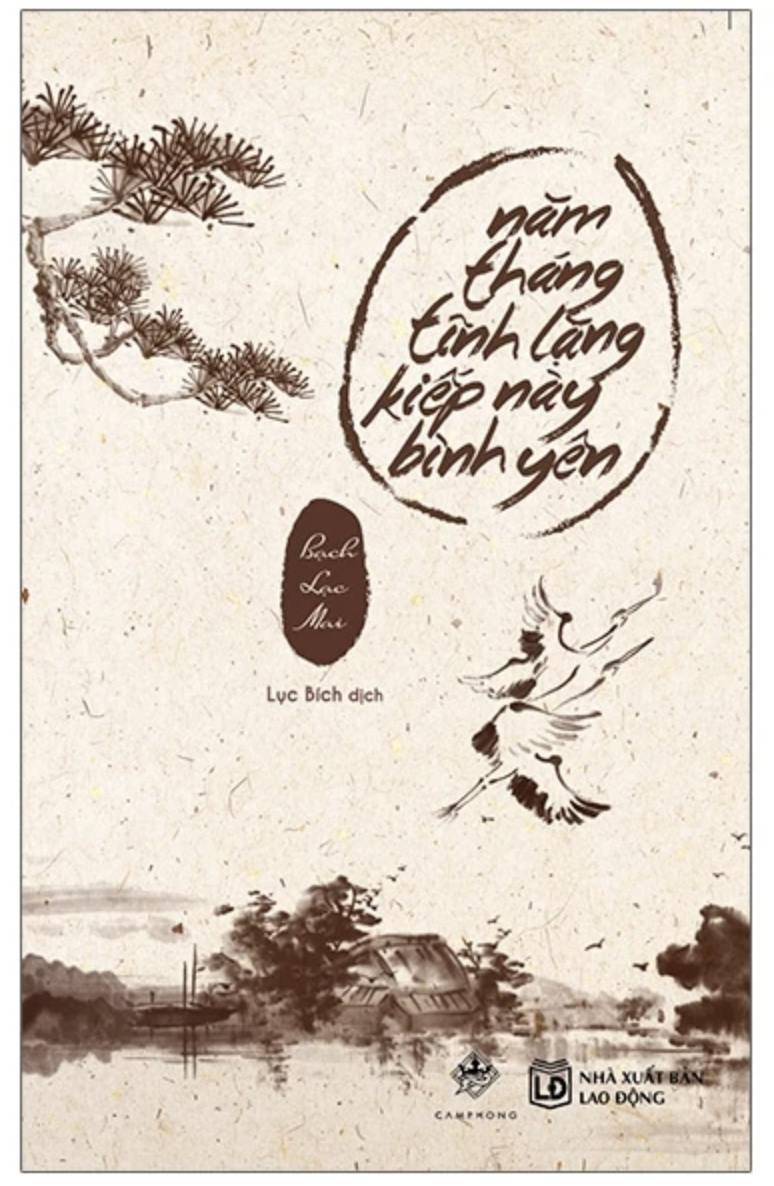 năm
tháng
tĩnh lặng
kiếp này
bình yên
Bạch
Lạc
Mai
Lục Bích dịch
CAMPHONG
LĐ
NHÀ XUẤT BẢN
LAO ĐỘNG